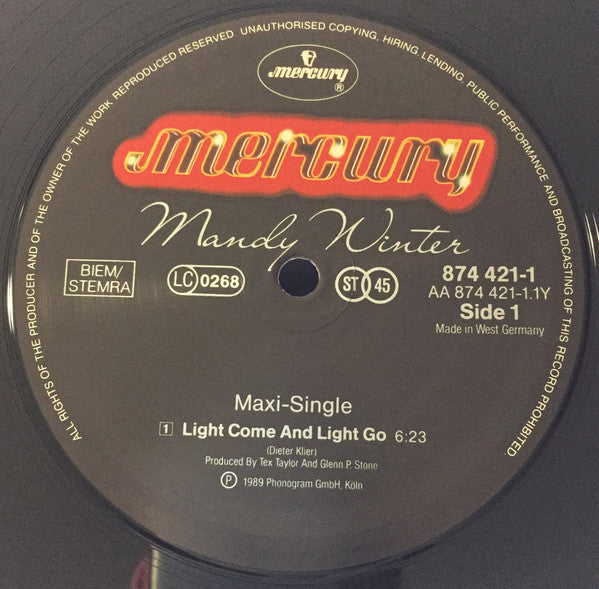 ALL RIGHTS OF THE PRODUCER AND OF THE OWNER OF THE WORK REPRODUCED RESERVED. UNAUTHORISED COPYING, HIRING, LENDING, PUBLIC PERFORMANCE AND BROADCASTING OF THIS RECORD PROHIBITED.
mercury
®
mercury
Mandy Winter
BIEM/
STEMRA
LC 0268
ST 45
874 421-1
AA 874 421-1.1Y
Side 1
Made in West Germany
Maxi-Single
1 Light Come And Light Go 6:23
(Dieter Klier)
Produced By Tex Taylor And Glenn P. Stone
Ⓟ 1989 Phonogram GmbH, Köln